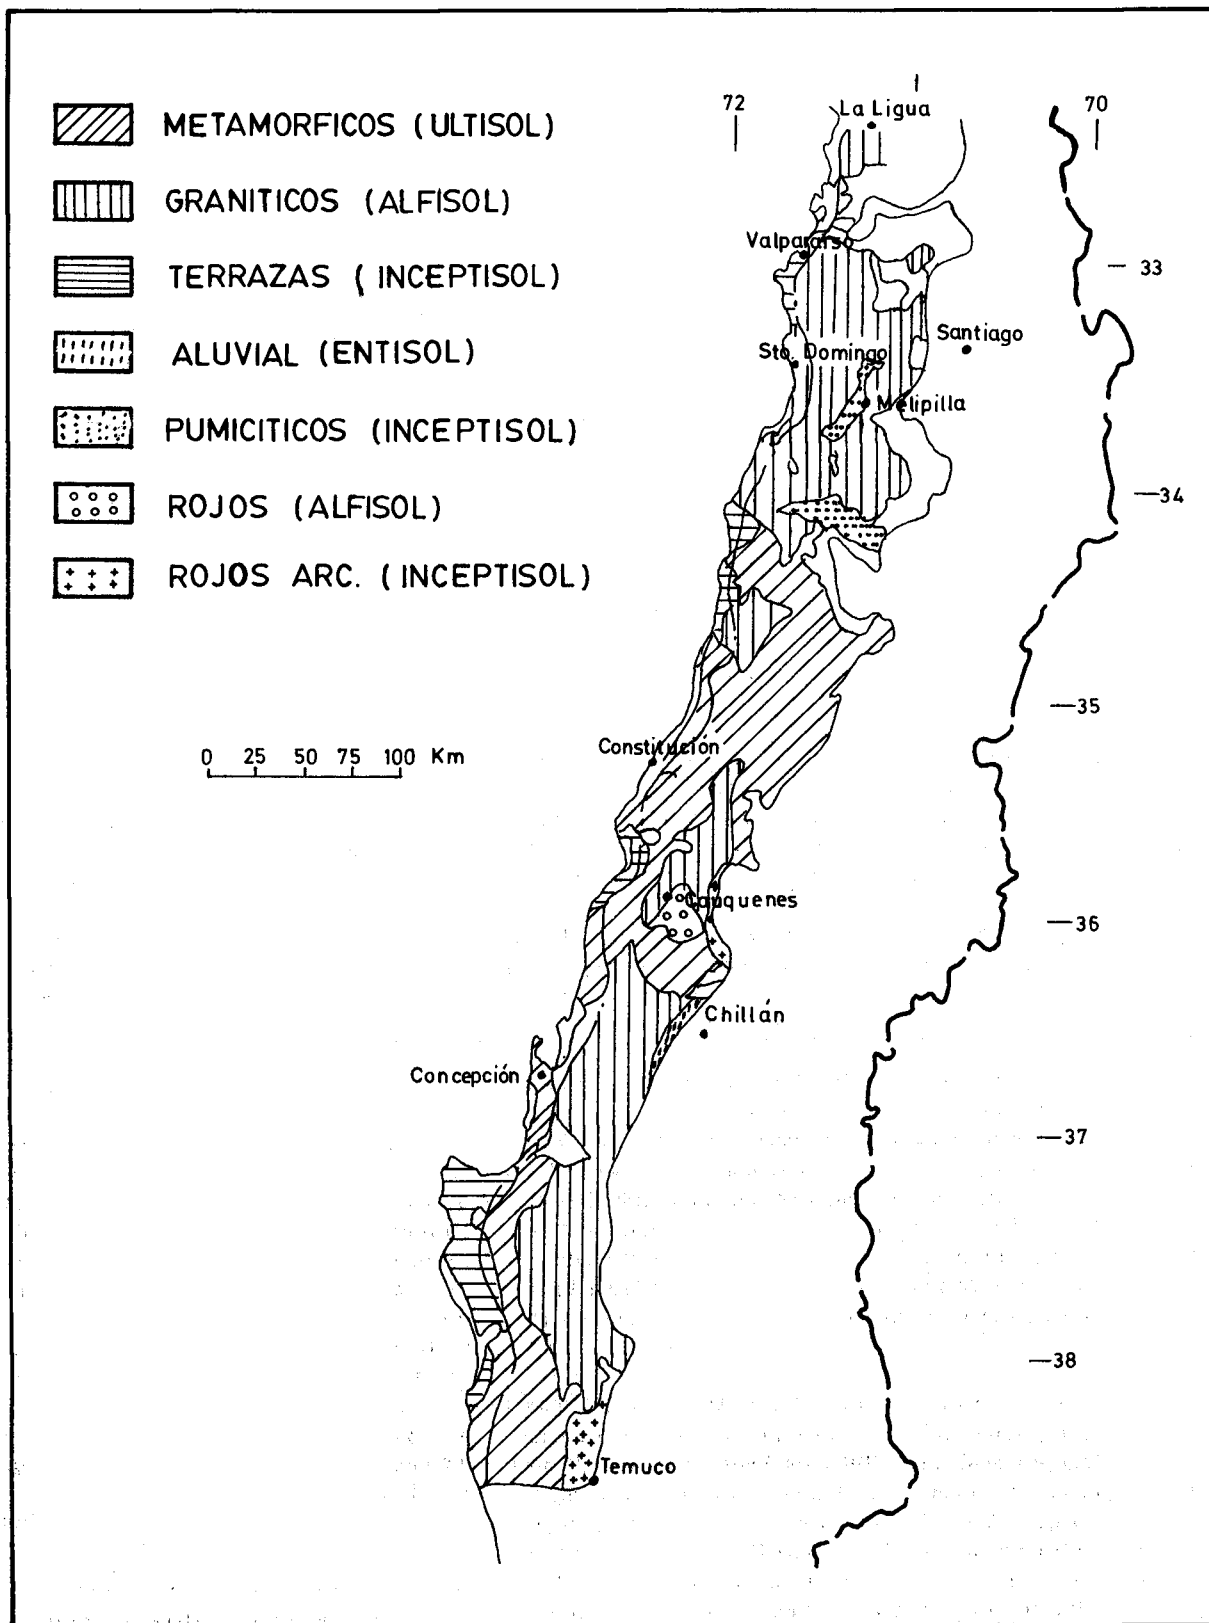 METAMORFICOS (ULTISOL)
GRANITICOS (ALFISOL)
TERRAZAS (INCEPTISOL)
ALUVIAL (ENTISOL)
PUMICITICOS (INCEPTISOL)
ROJOS (ALFISOL)
ROJOS ARC. (INCEPTISOL)
0 25 50 75 100 Km
72
70
La Ligua
Valparaíso
33
Santiago
Sto. Domingo
Melipilla
34
35
Constitución
Cauquenes
36
Chillán
Concepción
37
38
Temuco